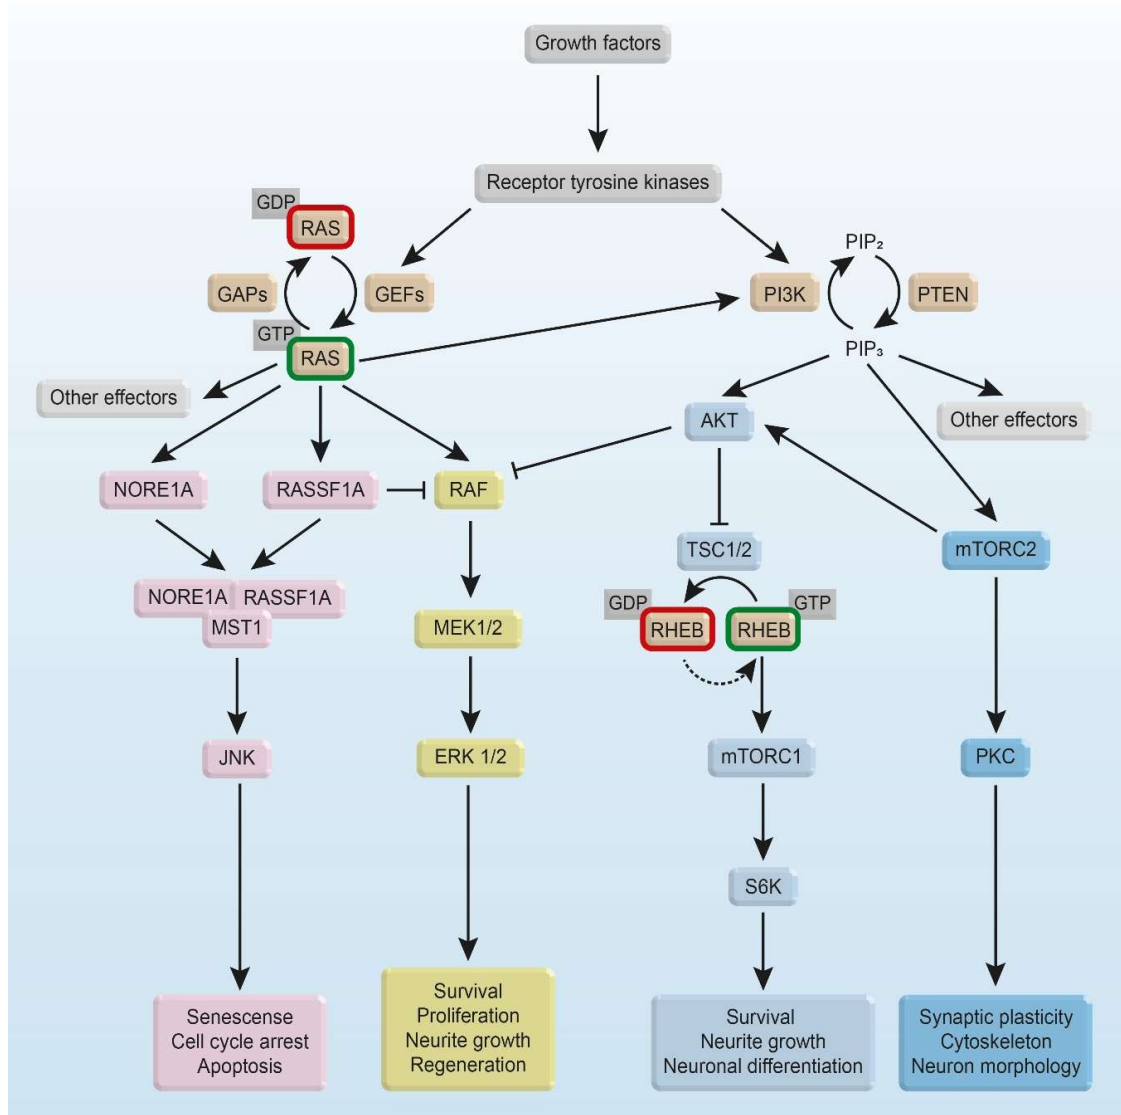 Growth factors
Receptor tyrosine kinases
GDP
RAS
PIP₂
GAPs
GEFs
PI3K
PTEN
GTP
RAS
PIP₃
Other effectors
AKT
Other effectors
NORE1A
RASSF1A
RAF
TSC1/2
mTORC2
NORE1A
RASSF1A
MST1
MEK1/2
GDP
RHEB
RHEB
GTP
JNK
ERK 1/2
mTORC1
PKC
S6K
Senescense
Cell cycle arrest
Apoptosis
Survival
Proliferation
Neurite growth
Regeneration
Survival
Neurite growth
Neuronal differentiation
Synaptic plasticity
Cytoskeleton
Neuron morphology